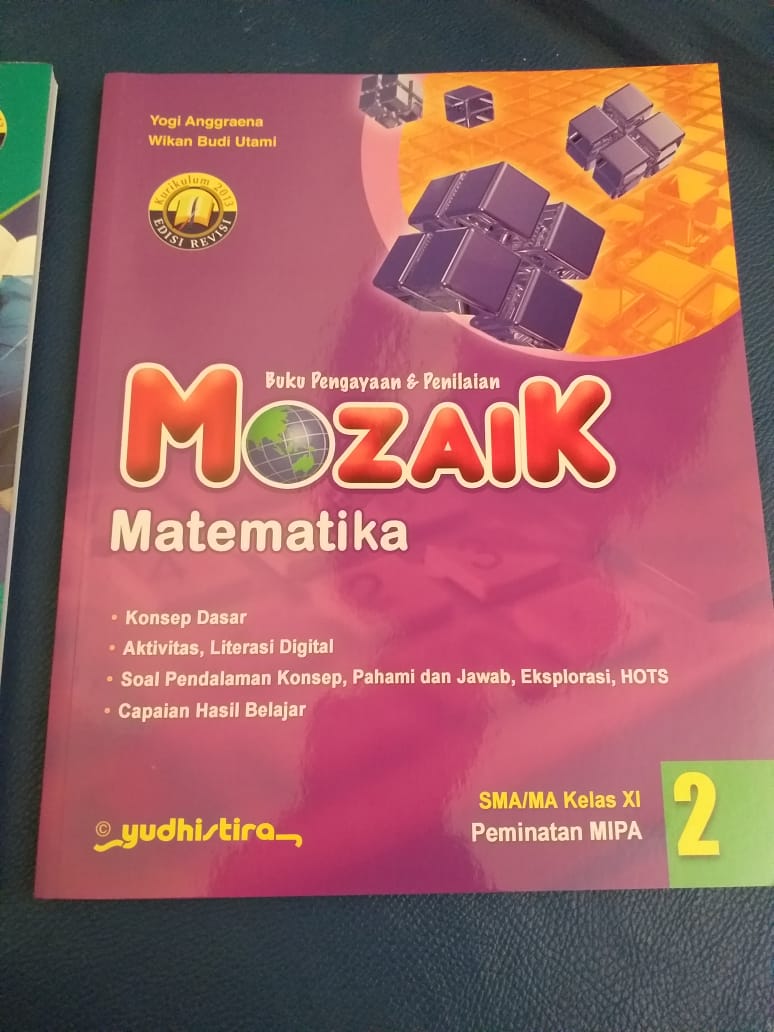 Yogi Anggraena
Wikan Budi Utami
Kurikulum 2013
EDISI REVISI
Buku Pengayaan & Penilaian
MOZAIK
Matematika
• Konsep Dasar
• Aktivitas, Literasi Digital
• Soal Pendalaman Konsep, Pahami dan Jawab, Eksplorasi, HOTS
• Capaian Hasil Belajar
© yudhistira
SMA/MA Kelas XI
Peminatan MIPA
2